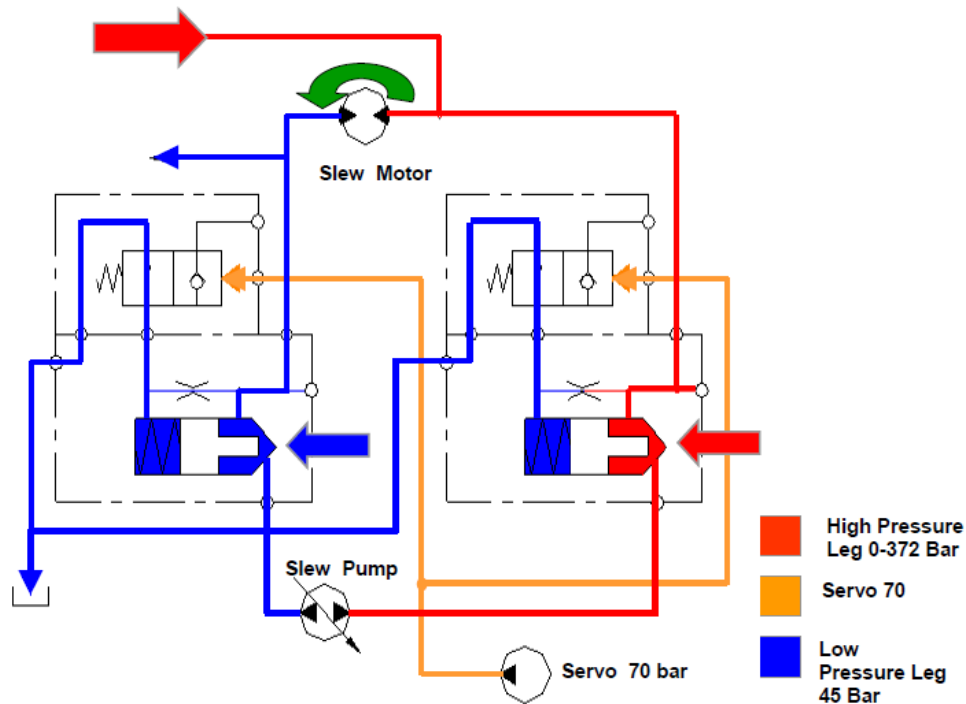 Slew Motor
Slew Pump
Servo 70 bar
High Pressure
Leg 0-372 Bar
Servo 70
Low
Pressure Leg
45 Bar